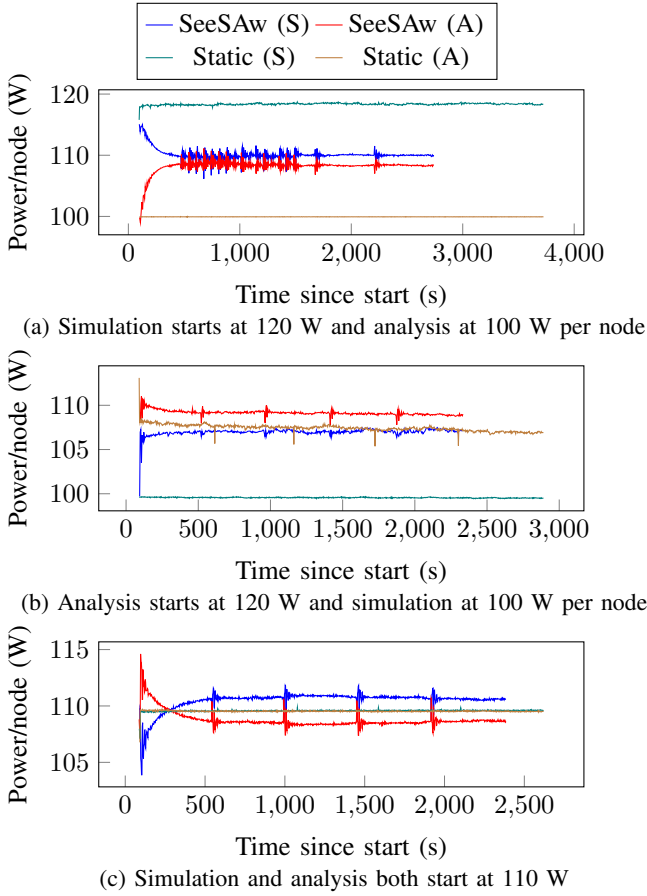 SeeSAw (S) SeeSAw (A)
Static (S) Static (A)
Power/node (W)
120
110
100
0 1,000 2,000 3,000 4,000
Time since start (s)
(a) Simulation starts at 120 W and analysis at 100 W per node
Power/node (W)
110
105
100
0 500 1,000 1,500 2,000 2,500 3,000
Time since start (s)
(b) Analysis starts at 120 W and simulation at 100 W per node
Power/node (W)
115
110
105
0 500 1,000 1,500 2,000 2,500
Time since start (s)
(c) Simulation and analysis both start at 110 W